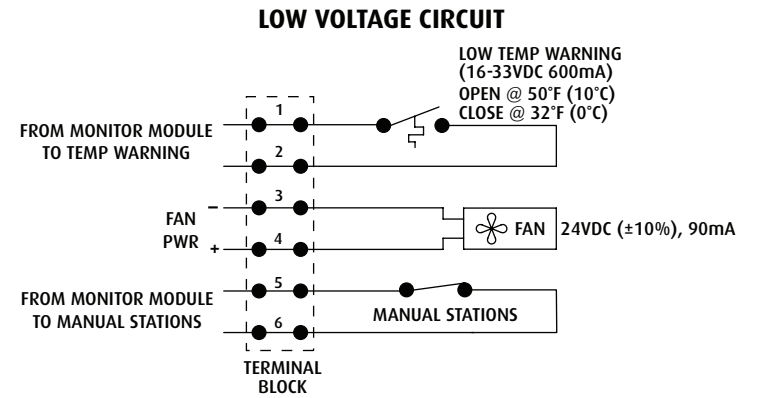 LOW VOLTAGE CIRCUIT
LOW TEMP WARNING
(16-33VDC 600mA)
OPEN @ 50°F (10°C)
CLOSE @ 32°F (0°C)
1
FROM MONITOR MODULE
TO TEMP WARNING
2
3
–
FAN
PWR
+
4
FAN
24VDC (±10%), 90mA
5
FROM MONITOR MODULE
TO MANUAL STATIONS
MANUAL STATIONS
6
TERMINAL
BLOCK